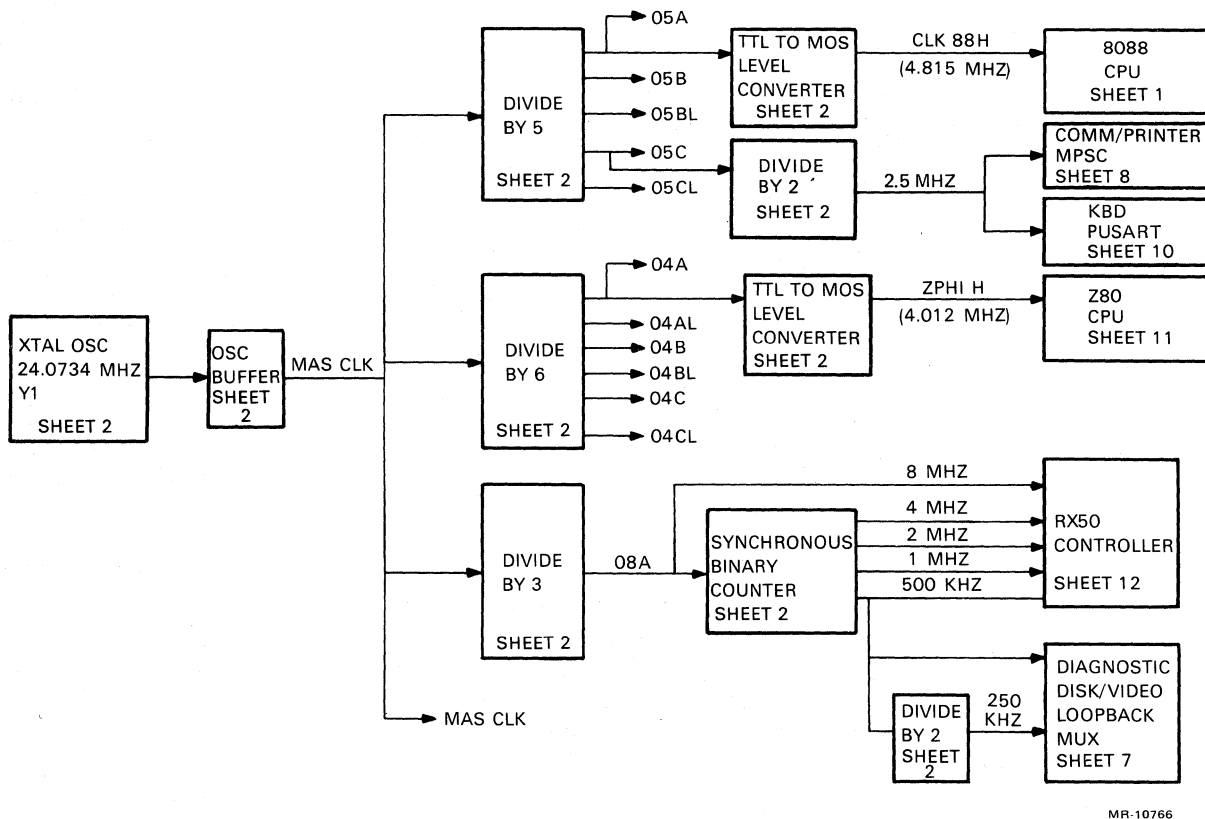 XTAL OSC
24.0734 MHZ
Y1
SHEET 2
OSC
BUFFER
SHEET
2
MAS CLK
DIVIDE
BY 5
SHEET 2
05A
05B
05BL
05C
05CL
TTL TO MOS
LEVEL
CONVERTER
SHEET 2
CLK 88H
(4.815 MHZ)
8088
CPU
SHEET 1
DIVIDE
BY 2
SHEET 2
2.5 MHZ
COMM/PRINTER
MPSC
SHEET 8
KBD
PUSART
SHEET 10
DIVIDE
BY 6
SHEET 2
04A
04AL
04B
04BL
04C
04CL
TTL TO MOS
LEVEL
CONVERTER
SHEET 2
ZPHI H
(4.012 MHZ)
Z80
CPU
SHEET 11
DIVIDE
BY 3
SHEET 2
08A
SYNCHRONOUS
BINARY
COUNTER
SHEET 2
8 MHZ
4 MHZ
2 MHZ
1 MHZ
500 KHZ
RX50
CONTROLLER
SHEET 12
MAS CLK
DIVIDE
BY 2
SHEET
2
250
KHZ
DIAGNOSTIC
DISK/VIDEO
LOOPBACK
MUX
SHEET 7
MR-10766